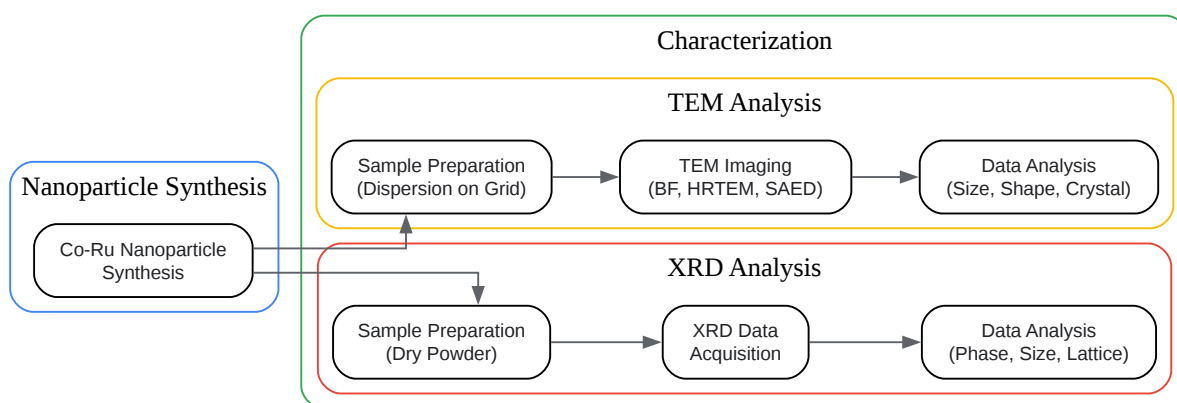 Characterization
TEM Analysis
Sample Preparation
(Dispersion on Grid)
TEM Imaging
(BF, HRTEM, SAED)
Data Analysis
(Size, Shape, Crystal)
Nanoparticle Synthesis
Co-Ru Nanoparticle
Synthesis
XRD Analysis
Sample Preparation
(Dry Powder)
XRD Data
Acquisition
Data Analysis
(Phase, Size, Lattice)